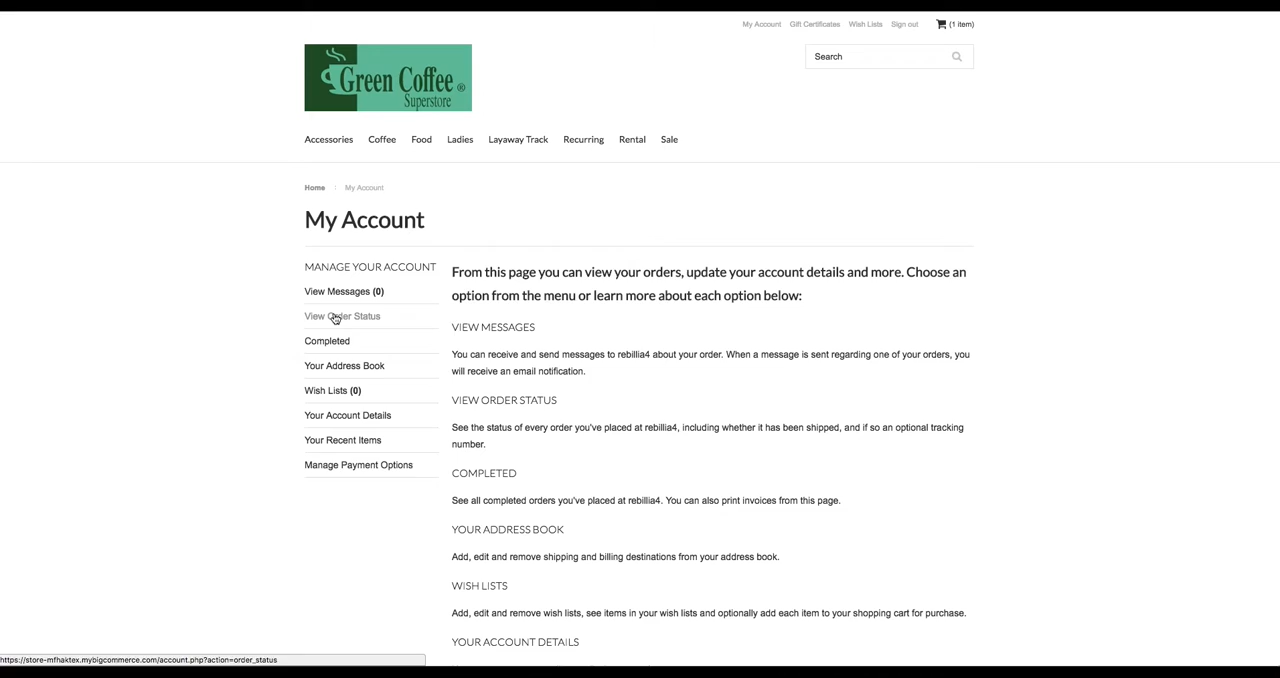 My Account Gift Certificates Wish Lists Sign out (1 item)
Green Coffee ®
Superstore
Search
Accessories Coffee Food Ladies Layaway Track Recurring Rental Sale
Home My Account
My Account
MANAGE YOUR ACCOUNT
View Messages (0)
View Order Status
Completed
Your Address Book
Wish Lists (0)
Your Account Details
Your Recent Items
Manage Payment Options
From this page you can view your orders, update your account details and more. Choose an
option from the menu or learn more about each option below:
VIEW MESSAGES
You can receive and send messages to rebillia4 about your order. When a message is sent regarding one of your orders, you
will receive an email notification.
VIEW ORDER STATUS
See the status of every order you've placed at rebillia4, including whether it has been shipped, and if so an optional tracking
number.
COMPLETED
See all completed orders you've placed at rebillia4. You can also print invoices from this page.
YOUR ADDRESS BOOK
Add, edit and remove shipping and billing destinations from your address book.
WISH LISTS
Add, edit and remove wish lists, see items in your wish lists and optionally add each item to your shopping cart for purchase.
YOUR ACCOUNT DETAILS
https://store-mfhaktex.mybigcommerce.com/account.php?action=order_status